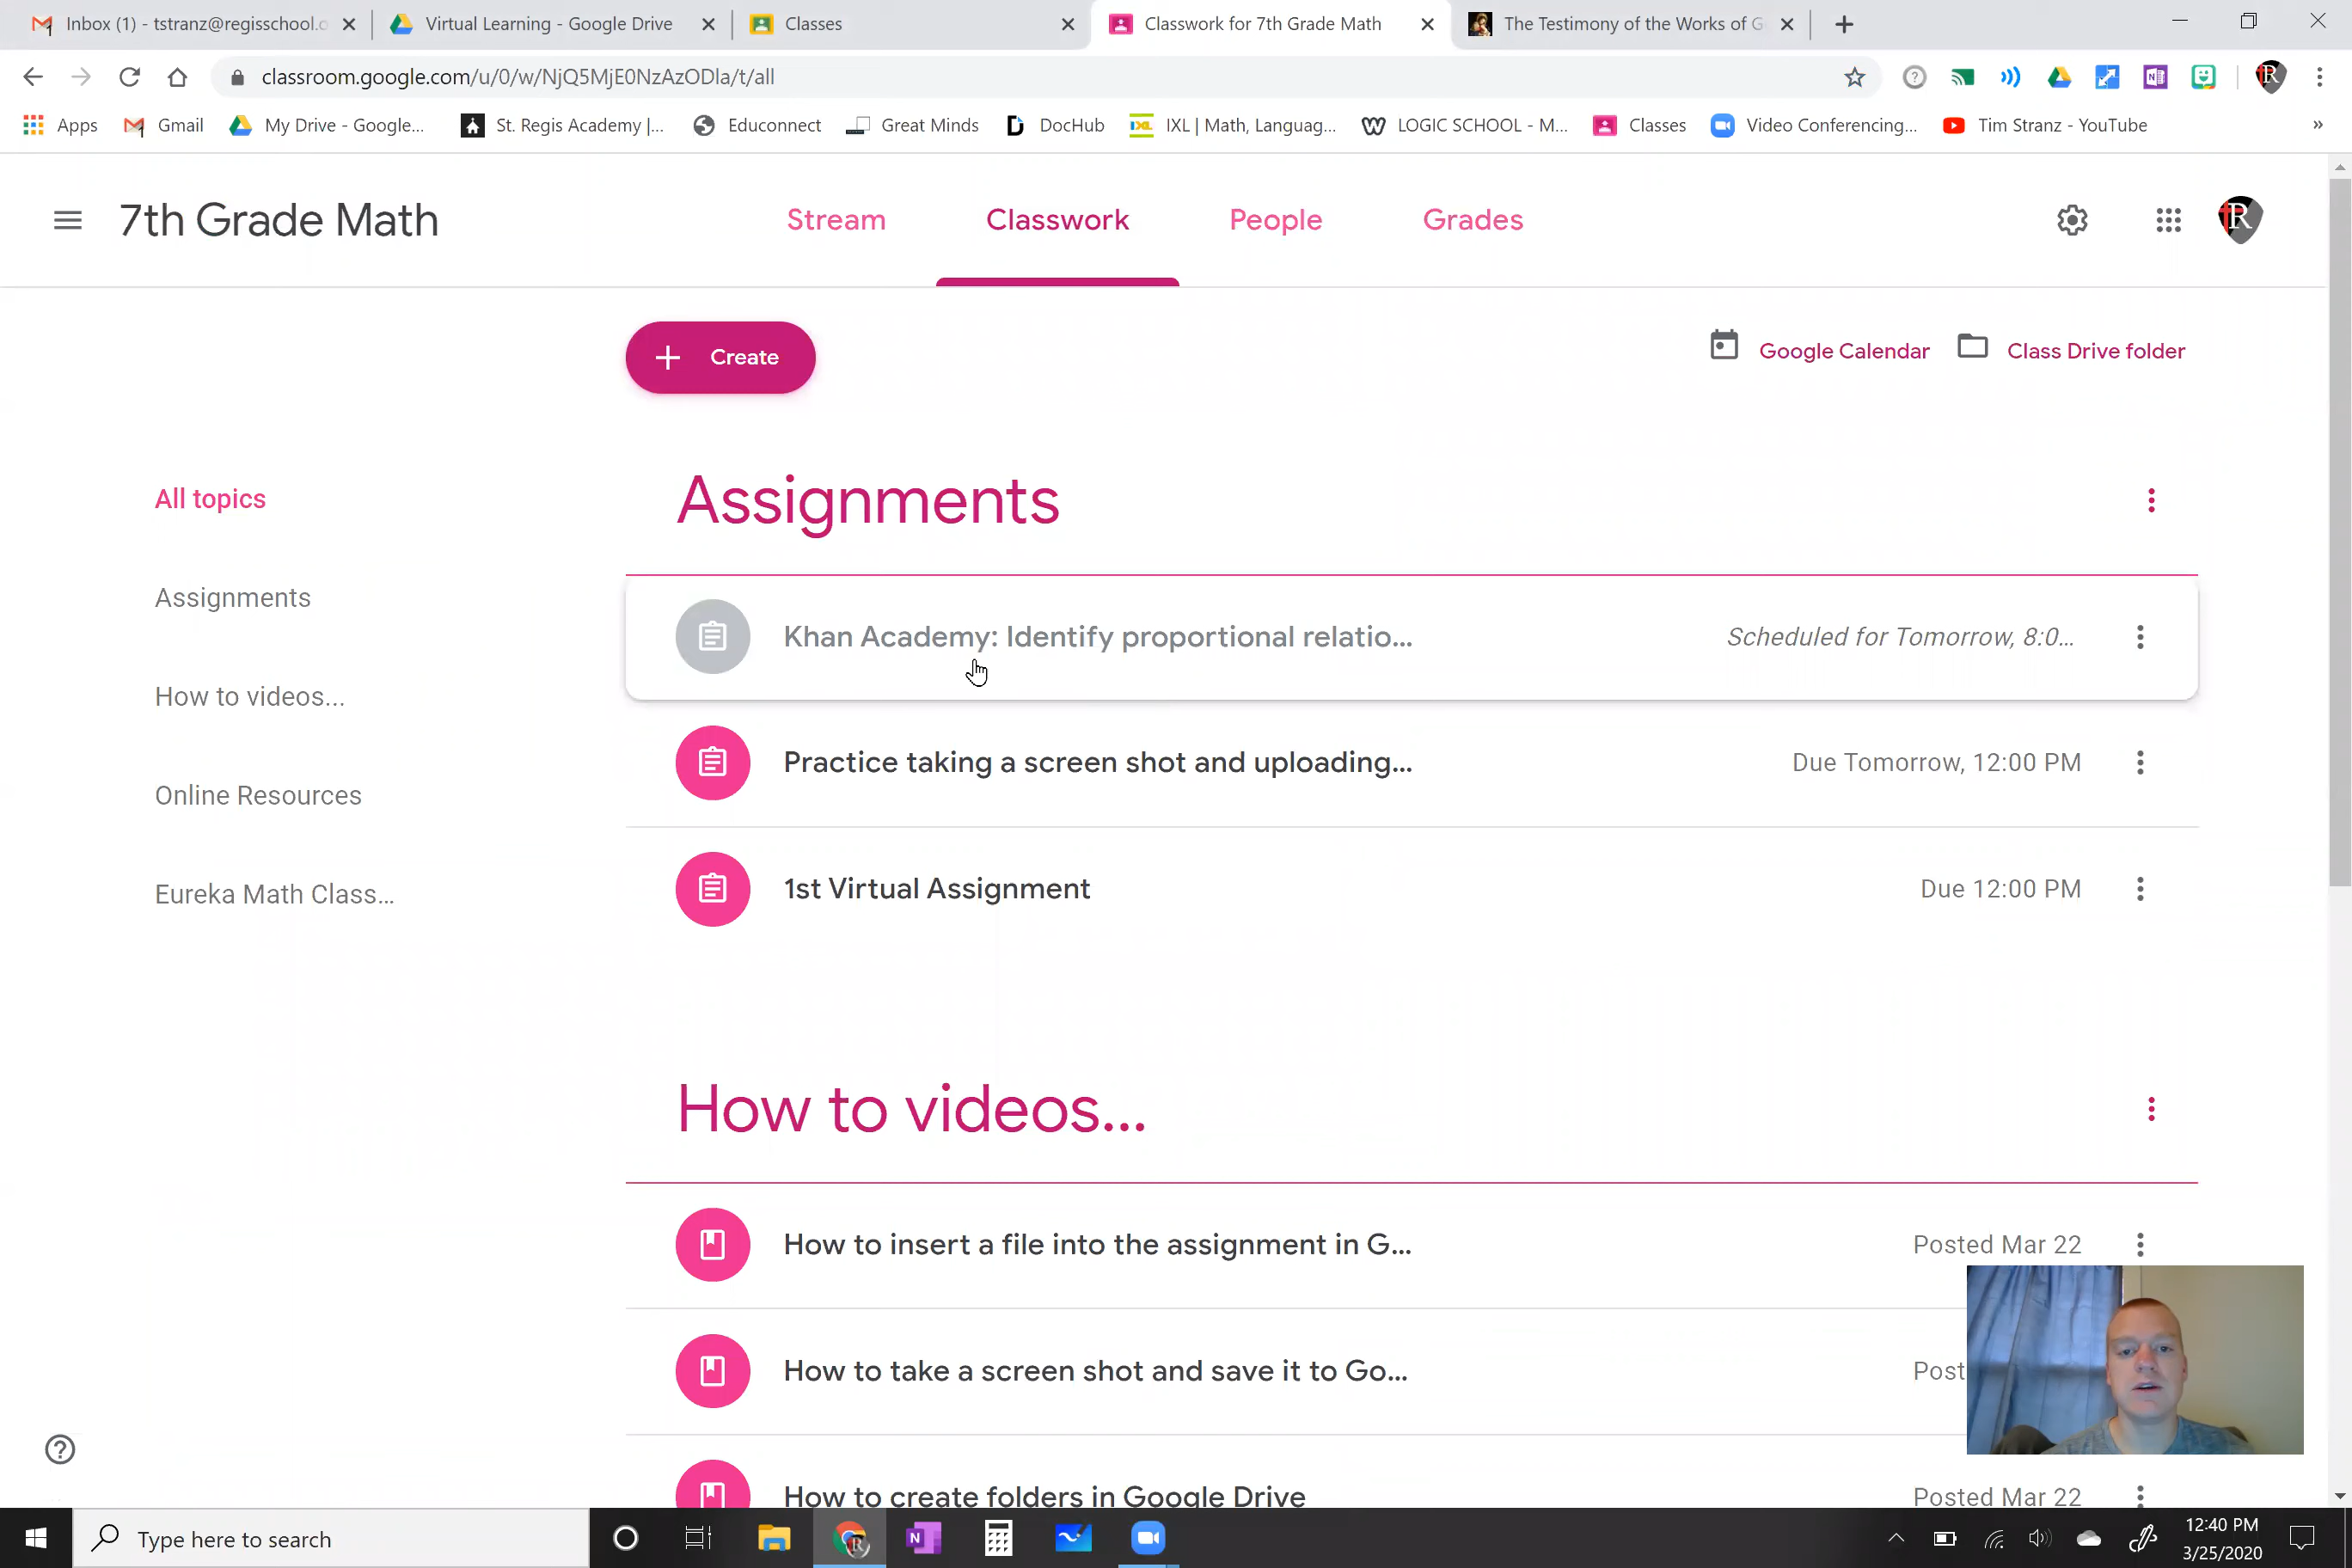 Inbox (1) - tstranz@regisschool.o
Virtual Learning - Google Drive
Classes
Classwork for 7th Grade Math
The Testimony of the Works of G
classroom.google.com/u/0/w/NjQ5MjE0NzAzODla/t/all
Apps
Gmail
My Drive - Google...
St. Regis Academy |...
Educonnect
Great Minds
DocHub
IXL | Math, Languag...
LOGIC SCHOOL - M...
Classes
Video Conferencing...
Tim Stranz - YouTube
»
7th Grade Math
Stream
Classwork
People
Grades
Create
Google Calendar
Class Drive folder
All topics
Assignments
How to videos...
Online Resources
Eureka Math Class...
Assignments
Khan Academy: Identify proportional relatio...
Scheduled for Tomorrow, 8:0...
Practice taking a screen shot and uploading...
Due Tomorrow, 12:00 PM
1st Virtual Assignment
Due 12:00 PM
How to videos...
How to insert a file into the assignment in G...
Posted Mar 22
How to take a screen shot and save it to Go...
Post
How to create folders in Google Drive
Posted Mar 22
Type here to search
12:40 PM
3/25/2020